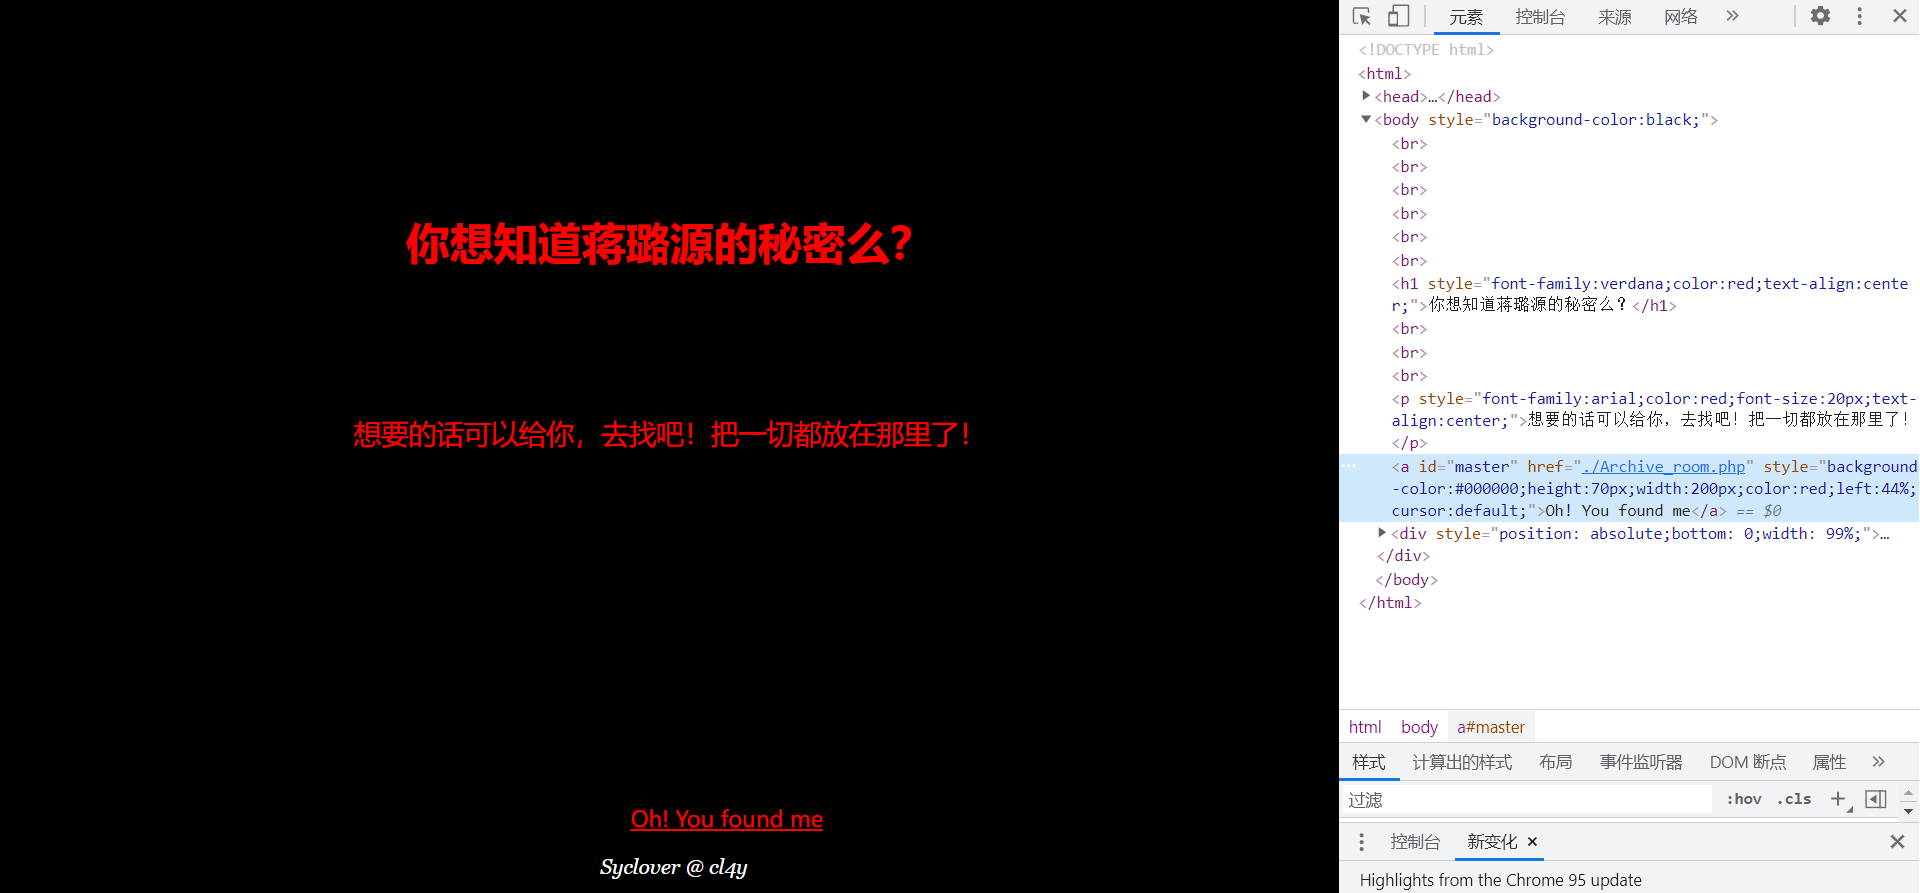 你想知道蒋璐源的秘密么？
想要的话可以给你，去找吧！把一切都放在那里了！
Oh! You found me
Syclover @ cl4y
元素 控制台 来源 网络 »
<!DOCTYPE html>
<html>
<head>…</head>
<body style="background-color:black;">
<br>
<br>
<br>
<br>
<br>
<br>
<h1 style="font-family:verdana;color:red;text-align:cente
r;">你想知道蒋璐源的秘密么？</h1>
<br>
<br>
<br>
<p style="font-family:arial;color:red;font-size:20px;text-
align:center;">想要的话可以给你，去找吧！把一切都放在那里了！
</p>
<a id="master" href="./Archive_room.php" style="background
-color:#000000;height:70px;width:200px;color:red;left:44%;
cursor:default;">Oh! You found me</a> == $0
<div style="position: absolute;bottom: 0;width: 99%;">…
</div>
</body>
</html>
html body a#master
样式 计算出的样式 布局 事件监听器 DOM 断点 属性 »
过滤 :hov .cls +
控制台 新变化 ×
Highlights from the Chrome 95 update